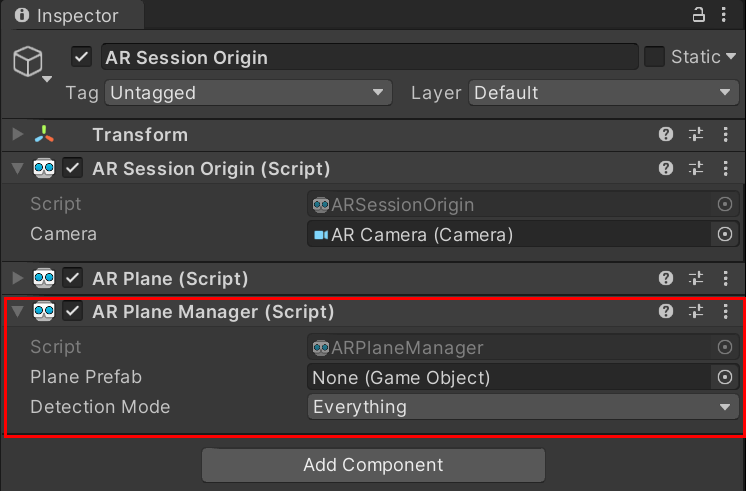 Inspector
AR Session Origin
Static
Tag Untagged Layer Default
Transform
AR Session Origin (Script)
Script ARSessionOrigin
Camera AR Camera (Camera)
AR Plane (Script)
AR Plane Manager (Script)
Script ARPlaneManager
Plane Prefab None (Game Object)
Detection Mode Everything
Add Component